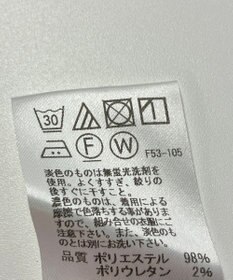 30
F W F53-105
淡色のものは無蛍光洗剤を
使用。よくすすぎ、絞りの
後すぐに干すこと。
濃色のものは、着用による
摩擦で色落ちする事があります
ので、組み合せの衣服にご
注意下さい。また、淡色のもの
とは別にお洗い下さい。
品質 ポリエステル 98%
ポリウレタン 2%